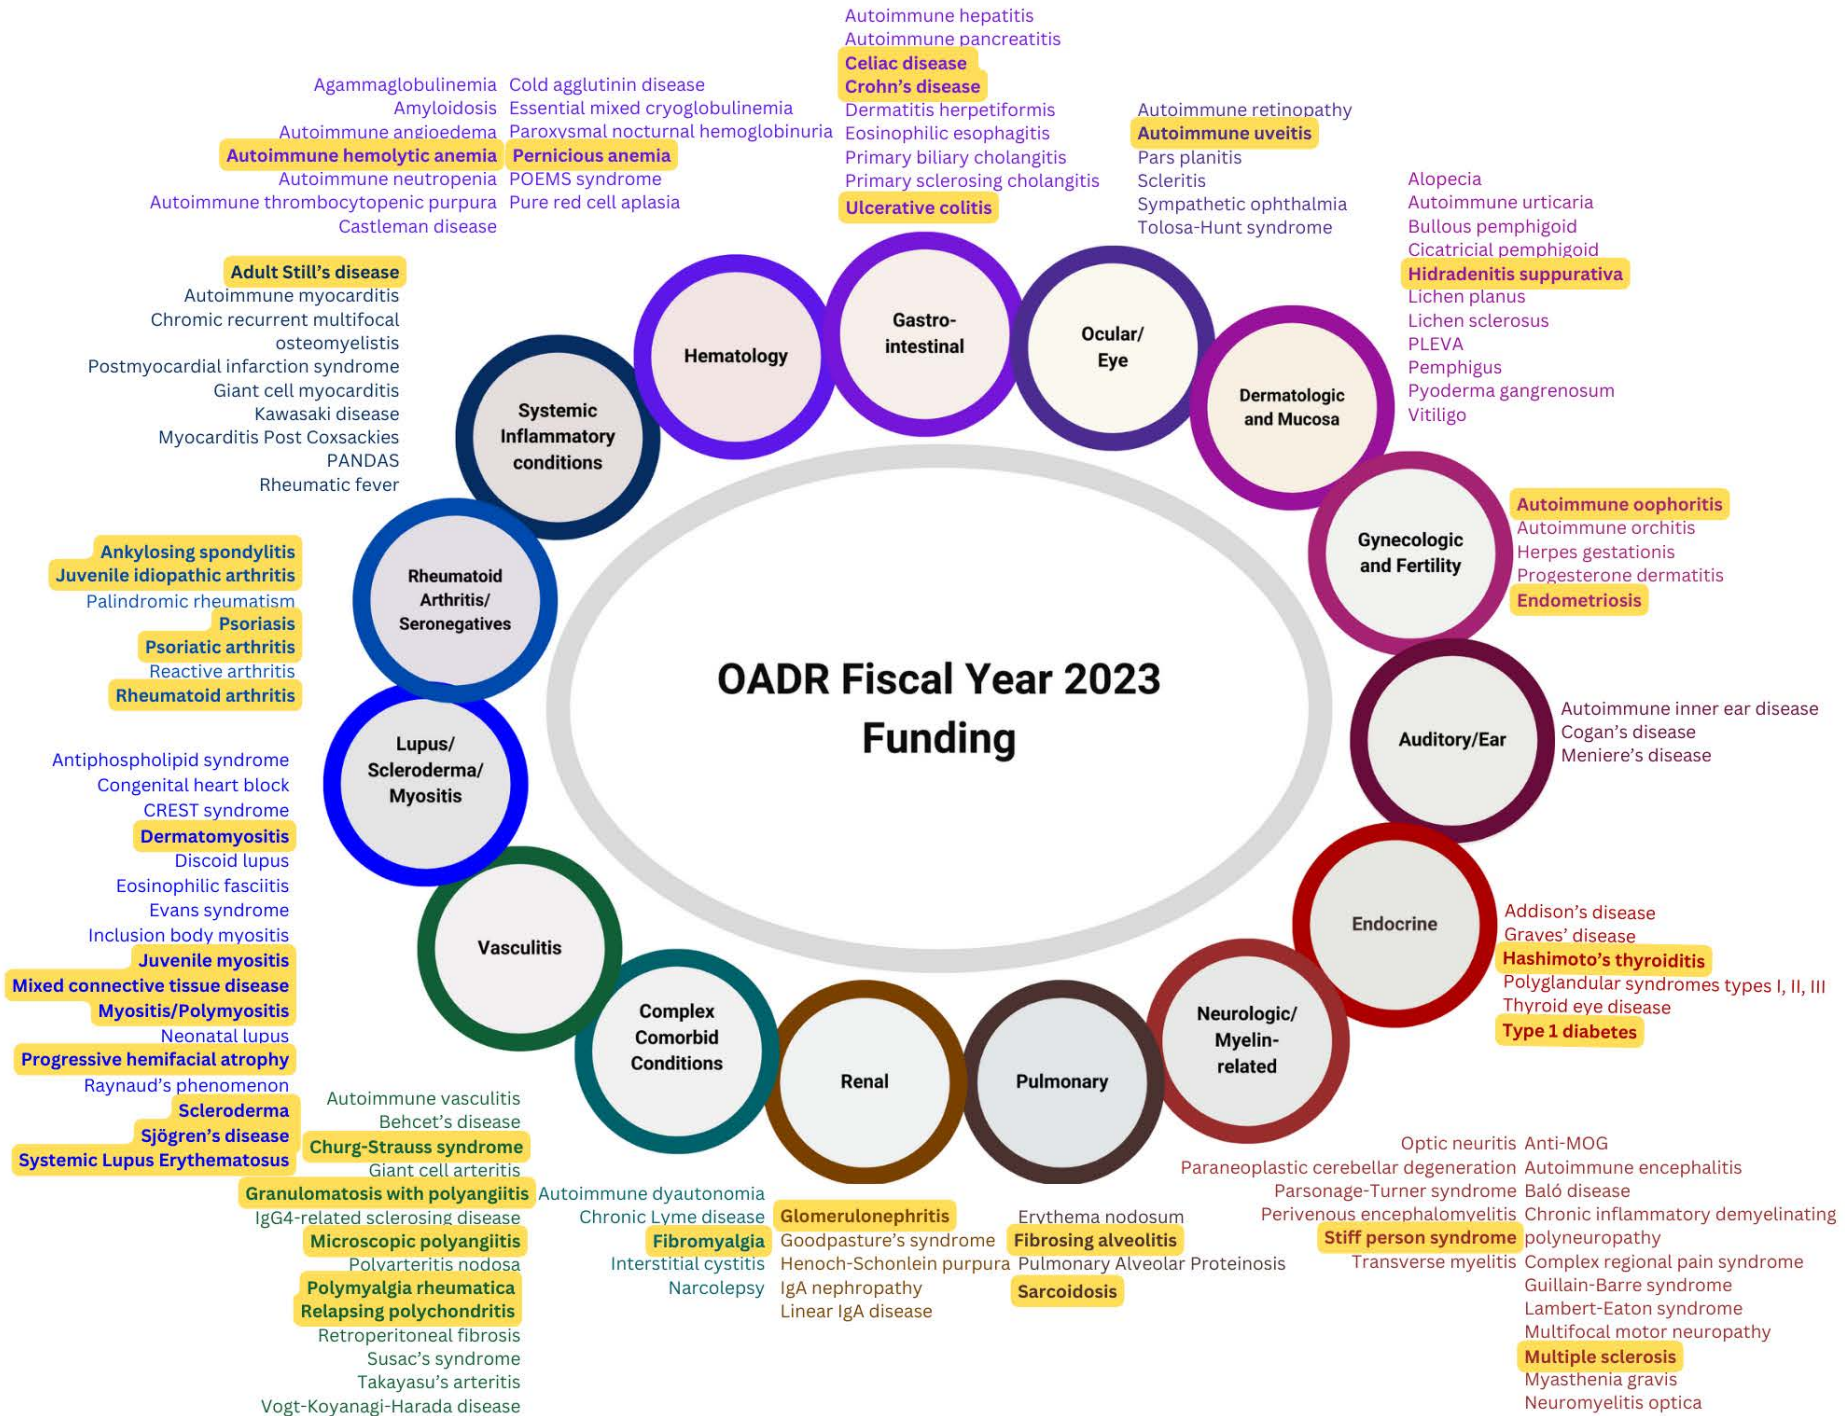 Autoimmune hepatitis
Autoimmune pancreatitis
Celiac disease
Crohn's disease
Dermatitis herpetiformis
Eosinophilic esophagitis
Primary biliary cholangitis
Primary sclerosing cholangitis
Ulcerative colitis
Agammaglobulinemia
Amyloidosis
Autoimmune angioedema
Autoimmune hemolytic anemia
Autoimmune neutropenia
Autoimmune thrombocytopenic purpura
Castleman disease
Cold agglutinin disease
Essential mixed cryoglobulinemia
Paroxysmal nocturnal hemoglobinuria
Pernicious anemia
POEMS syndrome
Pure red cell aplasia
Autoimmune retinopathy
Autoimmune uveitis
Pars planitis
Scleritis
Sympathetic ophthalmia
Tolosa-Hunt syndrome
Alopecia
Autoimmune urticaria
Bullous pemphigoid
Cicatricial pemphigoid
Hidradenitis suppurativa
Lichen planus
Lichen sclerosus
PLEVA
Pemphigus
Pyoderma gangrenosum
Vitiligo
Adult Still's disease
Autoimmune myocarditis
Chromic recurrent multifocal
osteomyelistis
Postmyocardial infarction syndrome
Giant cell myocarditis
Kawasaki disease
Myocarditis Post Coxsackies
PANDAS
Rheumatic fever
Hematology
Gastro-
intestinal
Ocular/
Eye
Dermatologic
and Mucosa
Systemic
Inflammatory
conditions
Gynecologic
and Fertility
Autoimmune oophoritis
Autoimmune orchitis
Herpes gestationis
Progesterone dermatitis
Endometriosis
Ankylosing spondylitis
Juvenile idiopathic arthritis
Palindromic rheumatism
Psoriasis
Psoriatic arthritis
Reactive arthritis
Rheumatoid arthritis
Rheumatoid
Arthritis/
Seronegatives
OADR Fiscal Year 2023
Funding
Auditory/Ear
Autoimmune inner ear disease
Cogan's disease
Meniere's disease
Lupus/
Scleroderma/
Myositis
Antiphospholipid syndrome
Congenital heart block
CREST syndrome
Dermatomyositis
Discoid lupus
Eosinophilic fasciitis
Evans syndrome
Inclusion body myositis
Juvenile myositis
Mixed connective tissue disease
Myositis/Polymyositis
Neonatal lupus
Progressive hemifacial atrophy
Raynaud's phenomenon
Scleroderma
Sjögren's disease
Systemic Lupus Erythematosus
Vasculitis
Endocrine
Addison's disease
Graves' disease
Hashimoto's thyroiditis
Polyglandular syndromes types I, II, III
Thyroid eye disease
Type 1 diabetes
Complex
Comorbid
Conditions
Renal
Pulmonary
Neurologic/
Myelin-
related
Autoimmune vasculitis
Behcet's disease
Churg-Strauss syndrome
Giant cell arteritis
Granulomatosis with polyangiitis
IgG4-related sclerosing disease
Microscopic polyangiitis
Polyarteritis nodosa
Polymyalgia rheumatica
Relapsing polychondritis
Retroperitoneal fibrosis
Susac's syndrome
Takayasu's arteritis
Vogt-Koyanagi-Harada disease
Autoimmune dyautonomia
Chronic Lyme disease
Fibromyalgia
Interstitial cystitis
Narcolepsy
Glomerulonephritis
Goodpasture's syndrome
Henoch-Schonlein purpura
IgA nephropathy
Linear IgA disease
Erythema nodosum
Fibrosing alveolitis
Pulmonary Alveolar Proteinosis
Sarcoidosis
Optic neuritis
Paraneoplastic cerebellar degeneration
Parsonage-Turner syndrome
Perivenous encephalomyelitis
Stiff person syndrome
Transverse myelitis
Anti-MOG
Autoimmune encephalitis
Baló disease
Chronic inflammatory demyelinating
polyneuropathy
Complex regional pain syndrome
Guillain-Barre syndrome
Lambert-Eaton syndrome
Multifocal motor neuropathy
Multiple sclerosis
Myasthenia gravis
Neuromyelitis optica